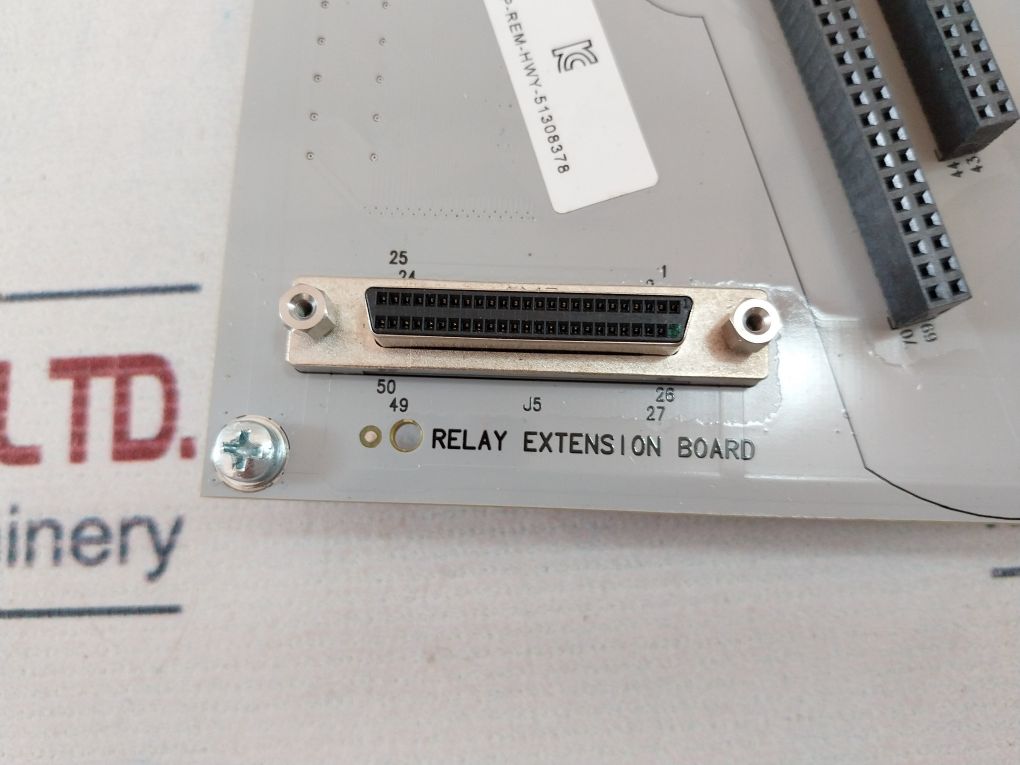 P-REM-HWY-51308378
44
43
25
24
1
70
69
50
49
J5
26
27
RELAY EXTENSION BOARD
LTD.
inery